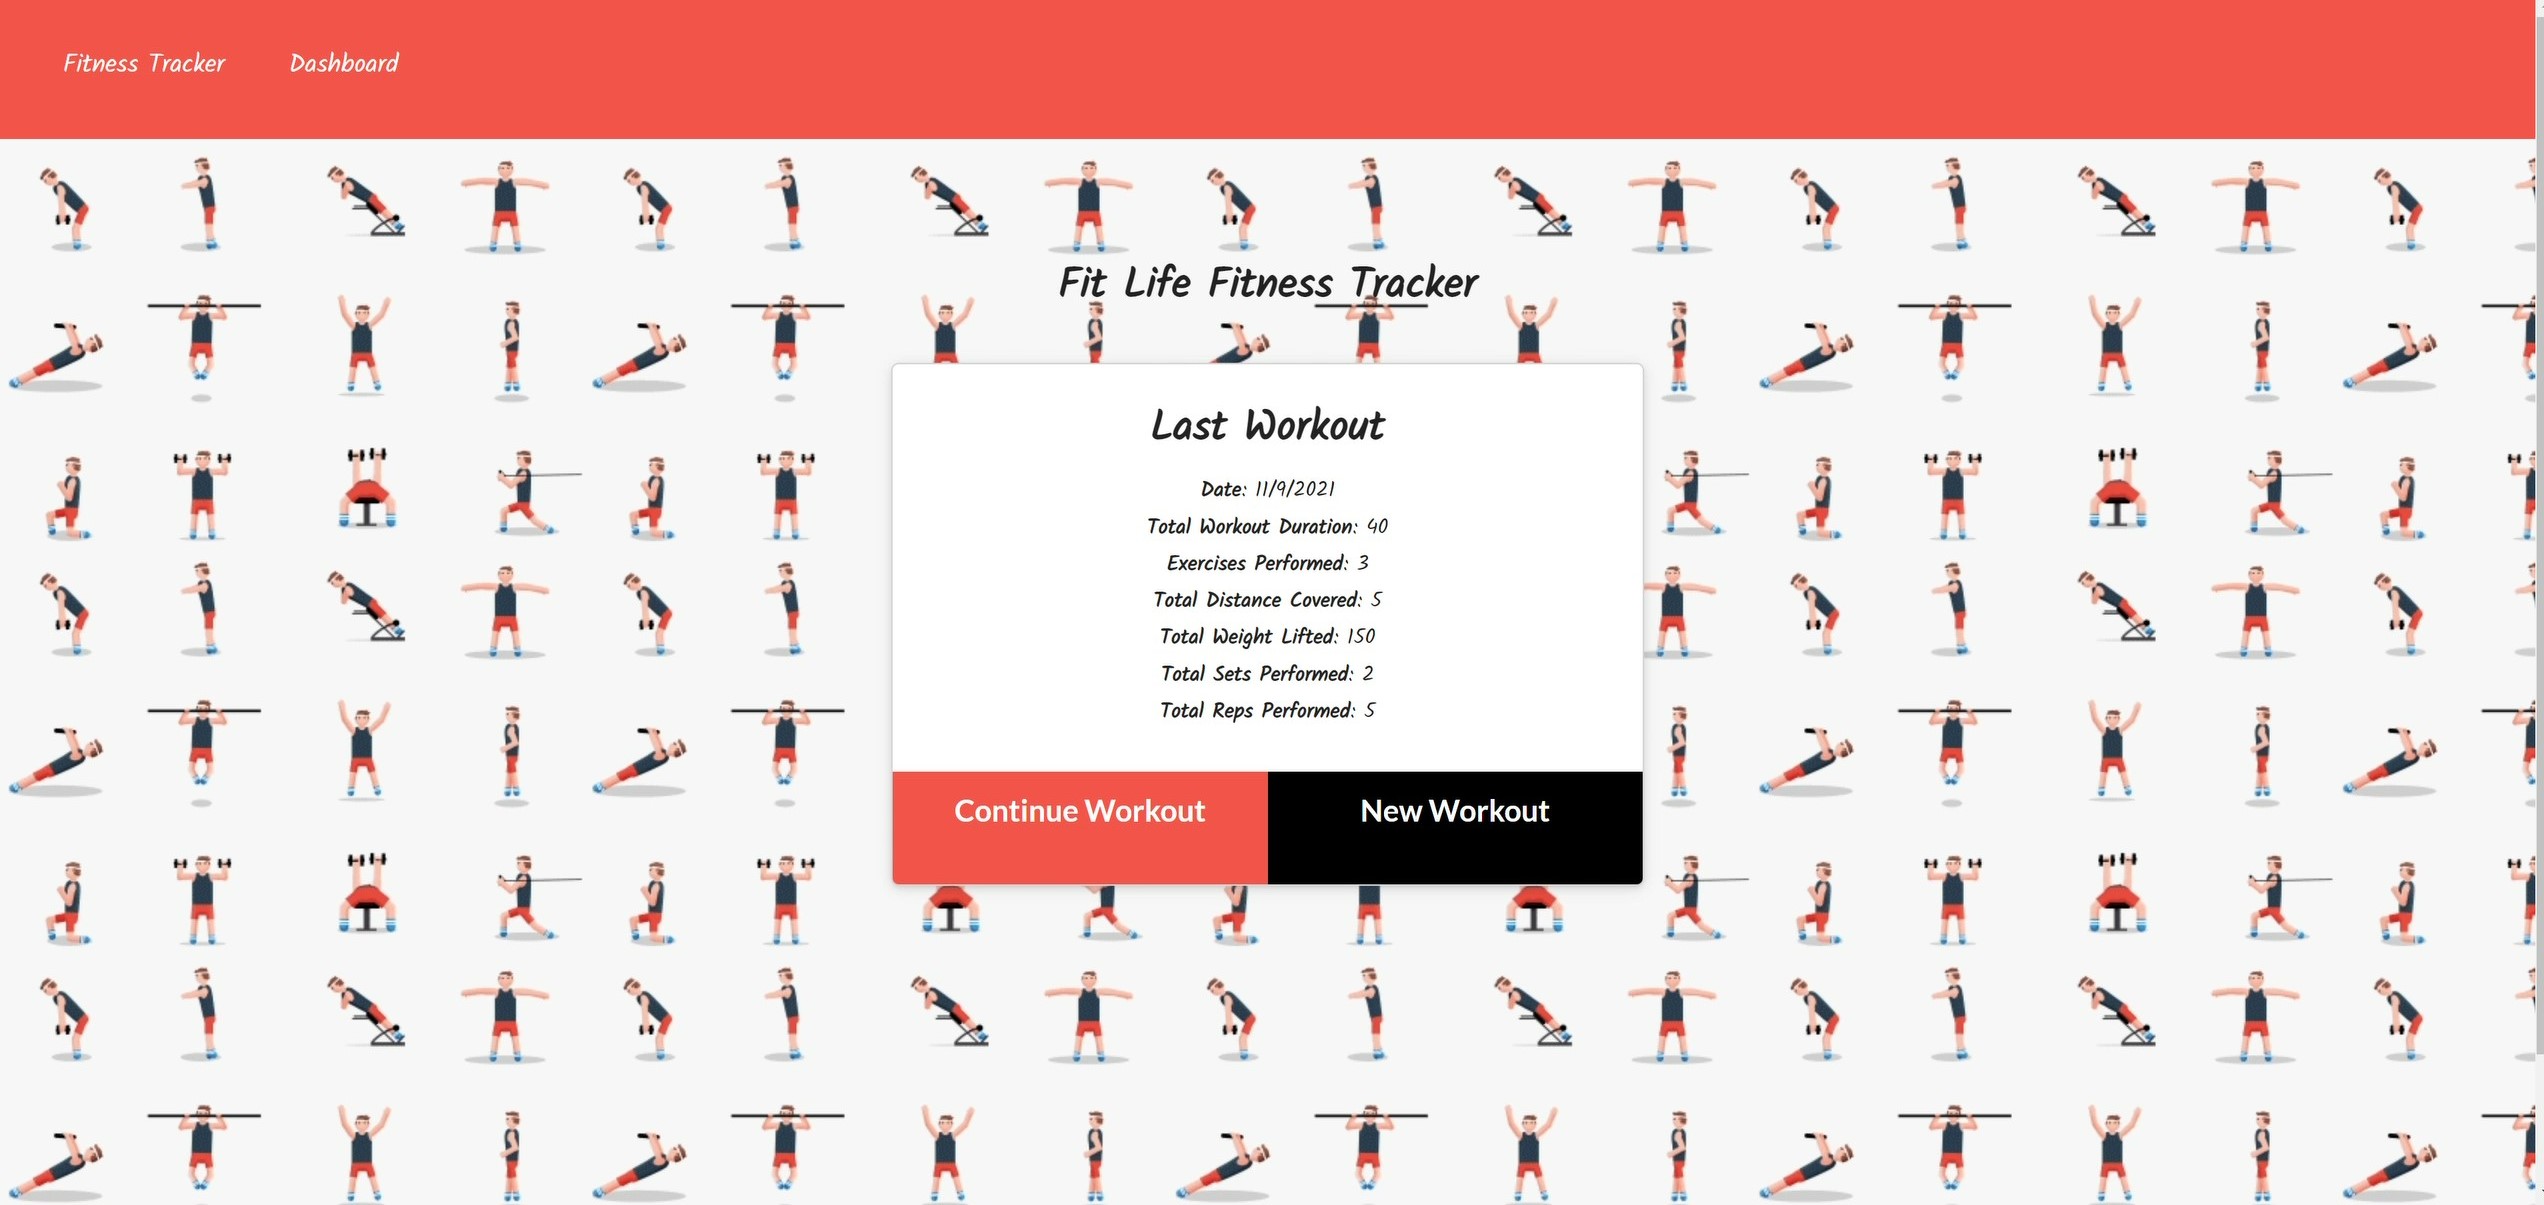 Fitness Tracker Dashboard
Fit Life Fitness Tracker
Last Workout
Date: 11/9/2021
Total Workout Duration: 40
Exercises Performed: 3
Total Distance Covered: 5
Total Weight Lifted: 150
Total Sets Performed: 2
Total Reps Performed: 5
Continue Workout New Workout